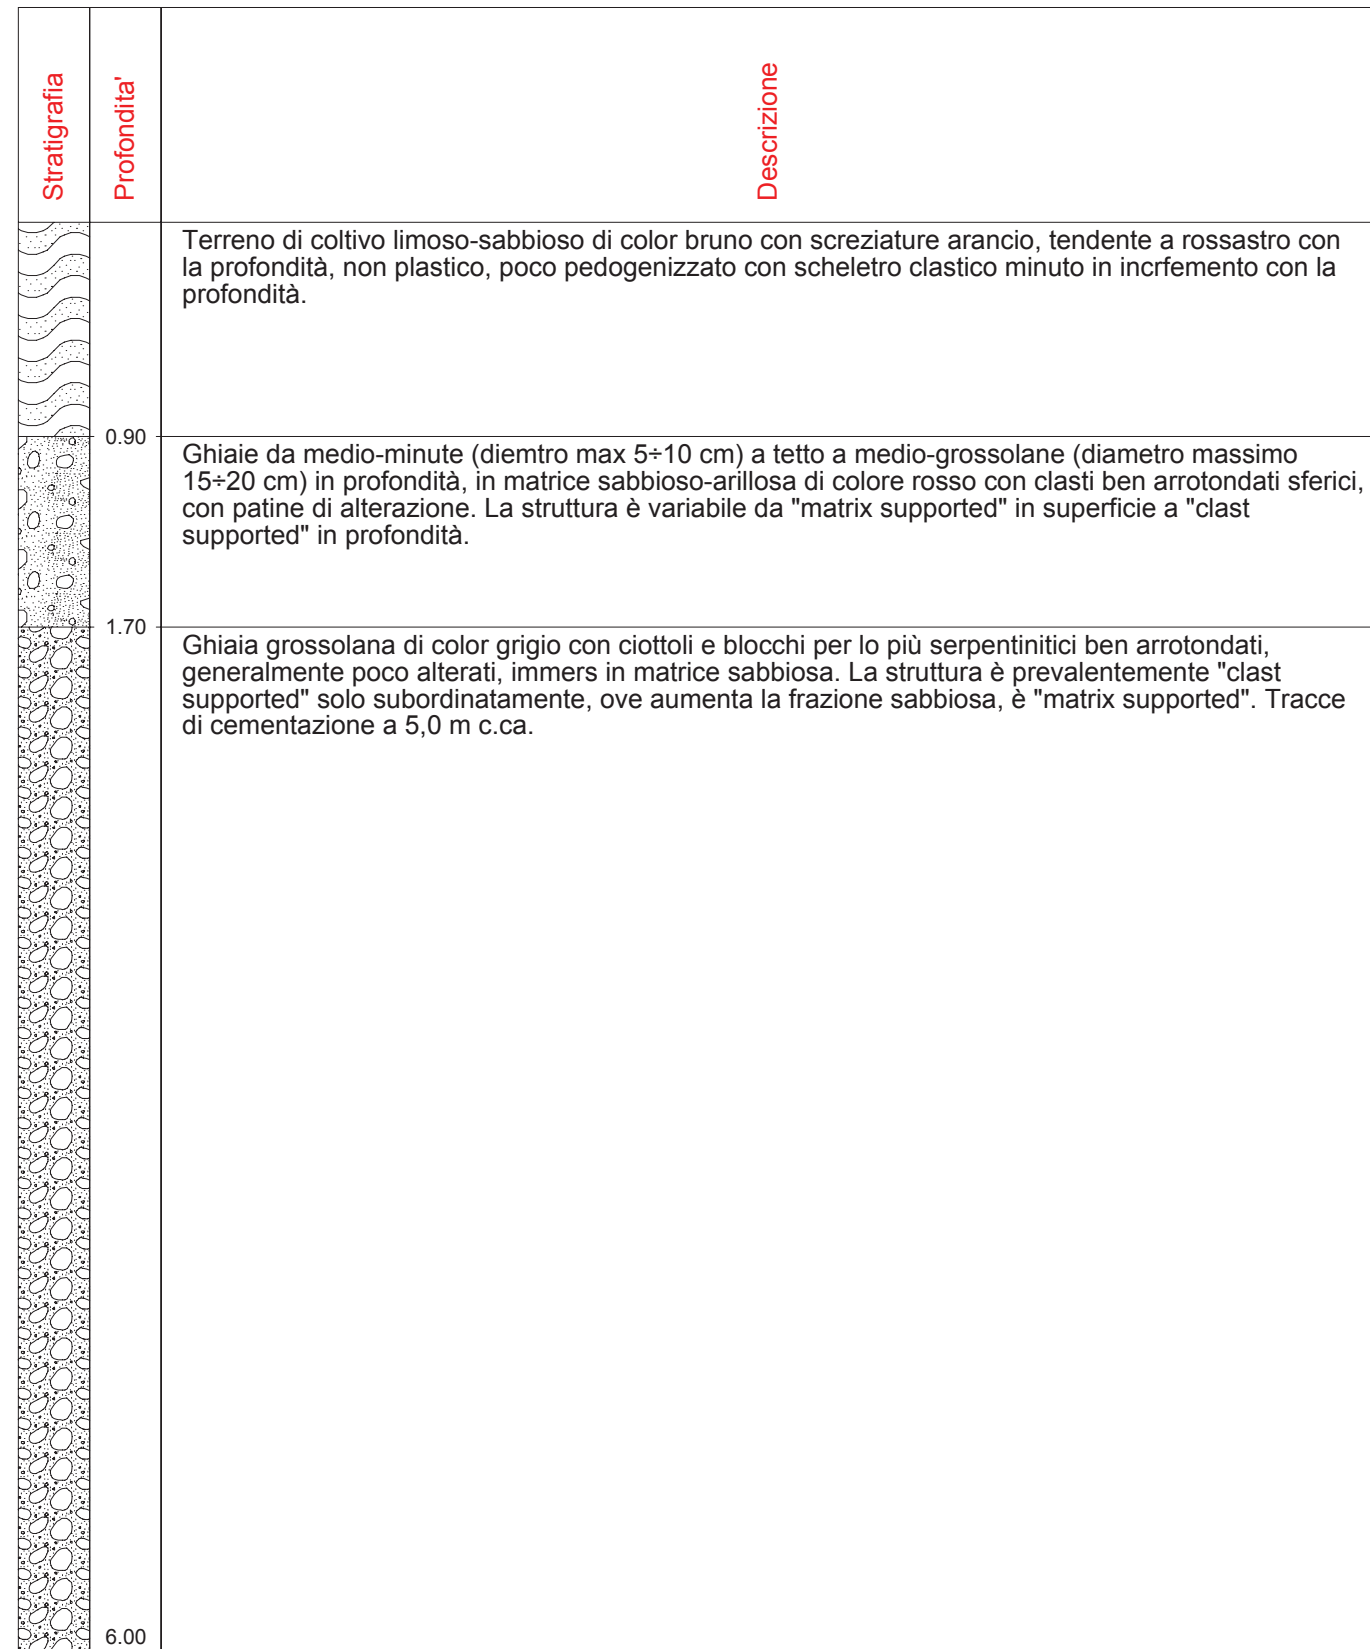 Stratigrafia
Profondita'
Descrizione
Terreno di coltivo limoso-sabbioso di color bruno con screziature arancio, tendente a rossastro con
la profondità, non plastico, poco pedogenizzato con scheletro clastico minuto in incrfemento con la
profondità.
0.90
Ghiaie da medio-minute (diemtro max 5÷10 cm) a tetto a medio-grossolane (diametro massimo
15÷20 cm) in profondità, in matrice sabbioso-arillosa di colore rosso con clasti ben arrotondati sferici,
con patine di alterazione. La struttura è variabile da "matrix supported" in superficie a "clast
supported" in profondità.
1.70
Ghiaia grossolana di color grigio con ciottoli e blocchi per lo più serpentinitici ben arrotondati,
generalmente poco alterati, immers in matrice sabbiosa. La struttura è prevalentemente "clast
supported" solo subordinatamente, ove aumenta la frazione sabbiosa, è "matrix supported". Tracce
di cementazione a 5,0 m c.ca.
6.00